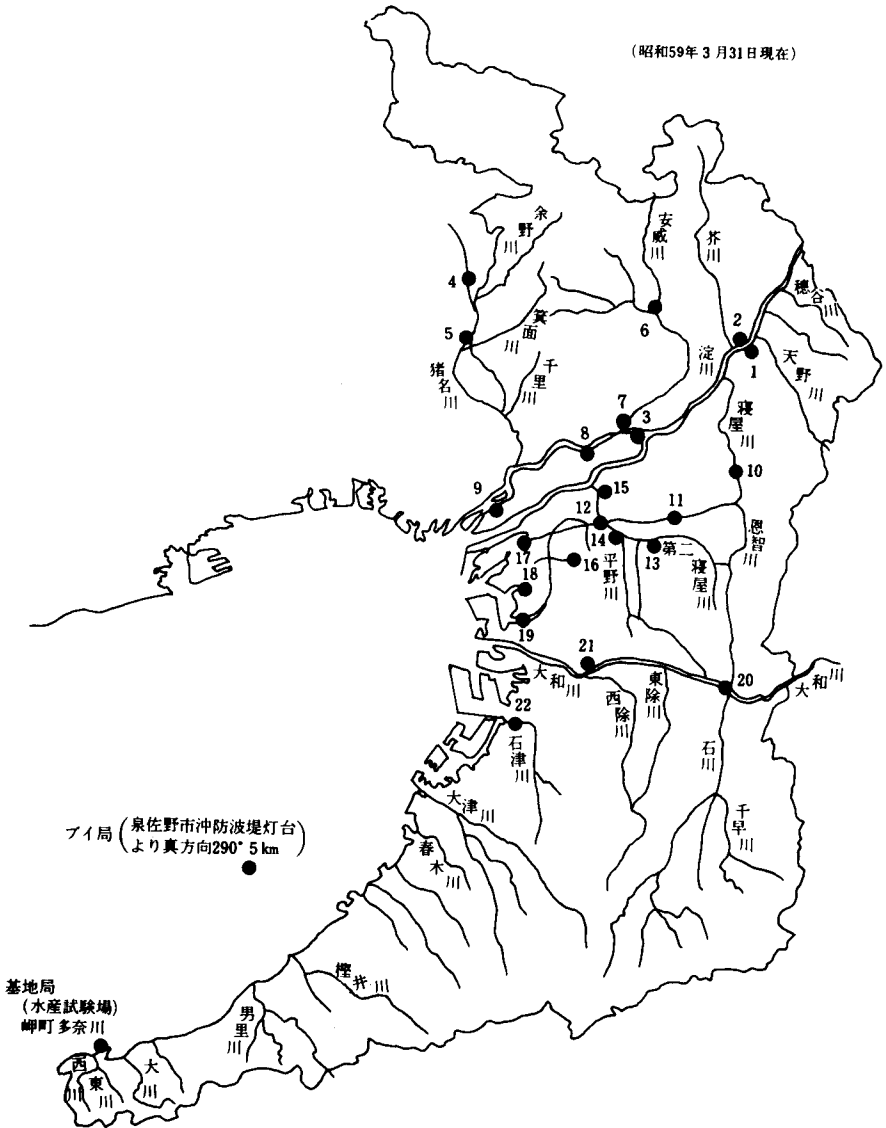 (昭和59年3月31日現在)
余野川
安威川
芥川
穂谷川
4
箕面川
6
2
1
5
千里川
淀川
天野川
猪名川
7
3
寝屋川
8
10
9
15
11
12
恩智川
14
第二寝屋川
13
17
平野川
16
18
19
21
20
大和川
大和川
東除川
西除川
22
石津川
石川
大津川
千早川
ブイ局(泉佐野市沖防波堤灯台
より真方向290°5km)
春木川
樫井川
基地局
(水産試験場)
岬町多奈川
男里川
西川
東川
大川